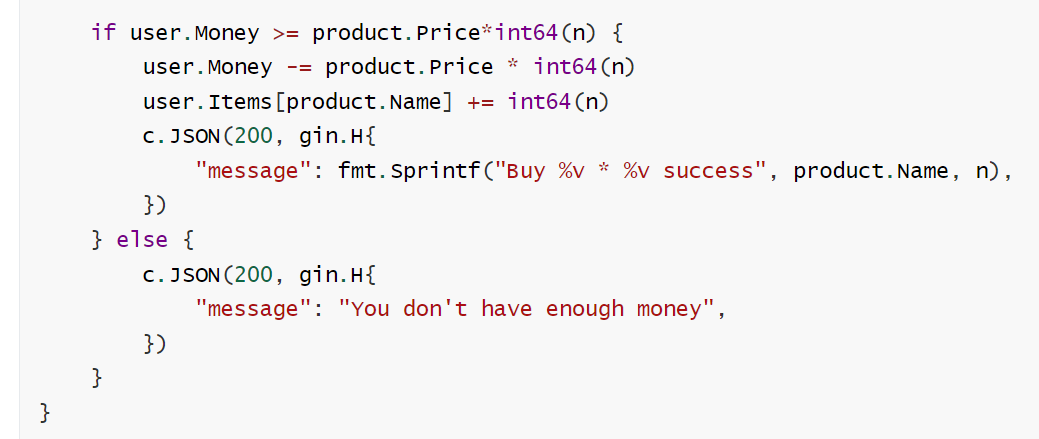 if user.Money >= product.Price*int64(n) {
user.Money -= product.Price * int64(n)
user.Items[product.Name] += int64(n)
c.JSON(200, gin.H{
"message": fmt.Sprintf("Buy %v * %v success", product.Name, n),
})
} else {
c.JSON(200, gin.H{
"message": "You don't have enough money",
})
}
}